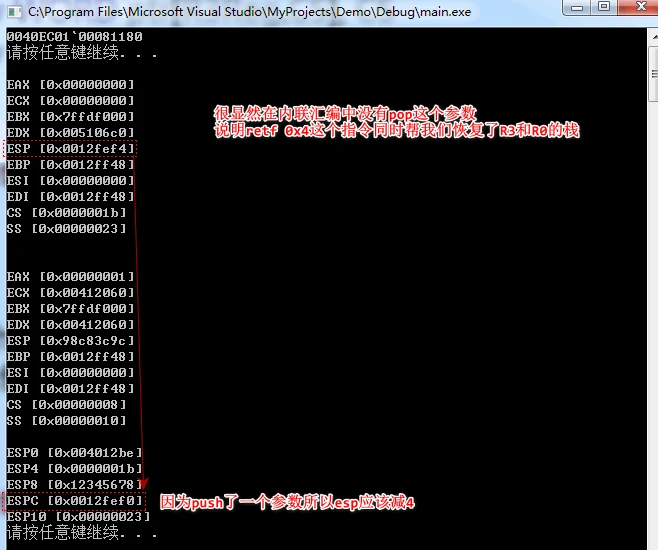 C:\Program Files\Microsoft Visual Studio\MyProjects\Demo\Debug\main.exe
0040EC01`00081180
请按任意键继续. . .
EAX [0x00000000]
ECX [0x00000000]
EBX [0x7ffdf000]
EDX [0x005106c0]
ESP [0x0012fef4]
EBP [0x0012ff48]
ESI [0x00000000]
EDI [0x0012ff48]
CS [0x0000001b]
SS [0x00000023]
很显然在内联汇编中没有pop这个参数
说明retf 0x4这个指令同时帮我们恢复了R3和R0的栈
EAX [0x00000001]
ECX [0x00412060]
EBX [0x7ffdf000]
EDX [0x00412060]
ESP [0x98c83c9c]
EBP [0x0012ff48]
ESI [0x00000000]
EDI [0x0012ff48]
CS [0x00000008]
SS [0x00000010]
ESP0 [0x004012be]
ESP4 [0x0000001b]
ESP8 [0x12345678]
ESPC [0x0012fef0]
因为push了一个参数所以esp应该减4
ESP10 [0x00000023]
请按任意键继续. . .